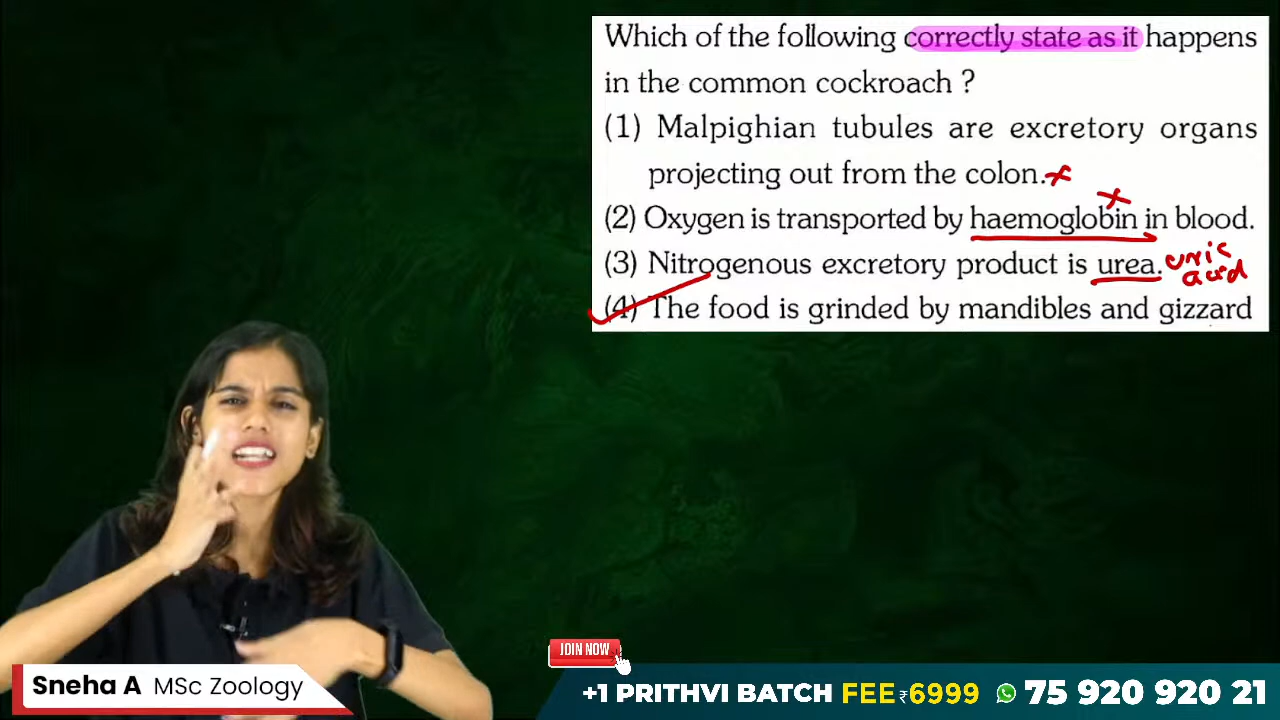 Which of the following correctly state as it happens
in the common cockroach ?
(1) Malpighian tubules are excretory organs
projecting out from the colon.
(2) Oxygen is transported by haemoglobin in blood.
(3) Nitrogenous excretory product is urea. uric acid
(4) The food is grinded by mandibles and gizzard
JOIN NOW
Sneha A MSc Zoology
+1 PRITHVI BATCH FEE ₹6999 75 920 920 21